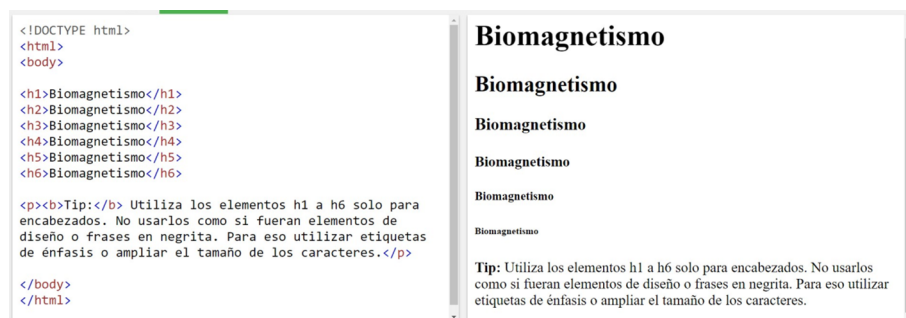 <!DOCTYPE html>
<html>
<body>
<h1>Biomagnetismo</h1>
<h2>Biomagnetismo</h2>
<h3>Biomagnetismo</h3>
<h4>Biomagnetismo</h4>
<h5>Biomagnetismo</h5>
<h6>Biomagnetismo</h6>
<p><b>Tip:</b> Utiliza los elementos h1 a h6 solo para
encabezados. No usarlos como si fueran elementos de
diseño o frases en negrita. Para eso utilizar etiquetas
de énfasis o ampliar el tamaño de los caracteres.</p>
</body>
</html>
Biomagnetismo
Biomagnetismo
Biomagnetismo
Biomagnetismo
Biomagnetismo
Biomagnetismo
Tip: Utiliza los elementos h1 a h6 solo para encabezados. No usarlos
como si fueran elementos de diseño o frases en negrita. Para eso utilizar
etiquetas de énfasis o ampliar el tamaño de los caracteres.